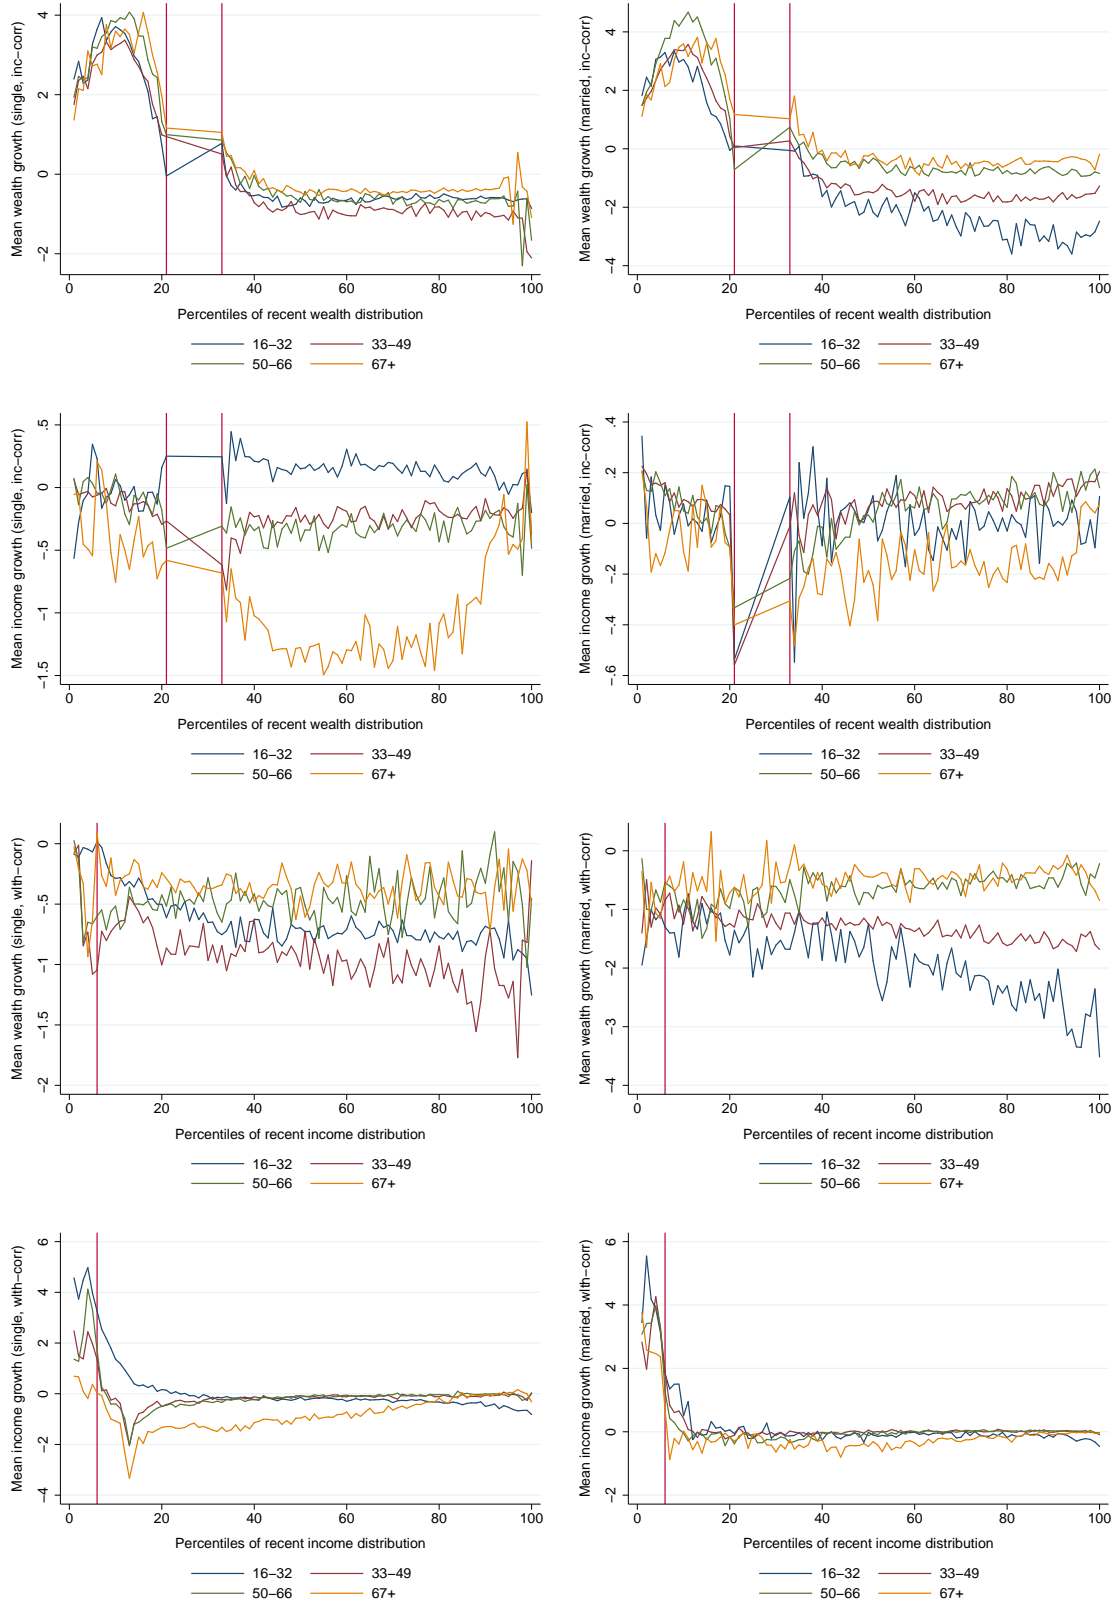 Mean wealth growth (single, inc−corr)
4
2
0
−2
0 20 40 60 80 100
Percentiles of recent wealth distribution
16−32 33−49
50−66 67+
Mean wealth growth (married, inc−corr)
4
2
0
−2
−4
0 20 40 60 80 100
Percentiles of recent wealth distribution
16−32 33−49
50−66 67+
Mean income growth (single, inc−corr)
.5
0
−.5
−1
−1.5
0 20 40 60 80 100
Percentiles of recent wealth distribution
16−32 33−49
50−66 67+
Mean income growth (married, inc−corr)
.4
.2
0
−.2
−.4
−.6
0 20 40 60 80 100
Percentiles of recent wealth distribution
16−32 33−49
50−66 67+
Mean wealth growth (single, wlth−corr)
0
−.5
−1
−1.5
−2
0 20 40 60 80 100
Percentiles of recent income distribution
16−32 33−49
50−66 67+
Mean wealth growth (married, wlth−corr)
0
−1
−2
−3
−4
0 20 40 60 80 100
Percentiles of recent income distribution
16−32 33−49
50−66 67+
Mean income growth (single, wlth−corr)
6
4
2
0
−2
−4
0 20 40 60 80 100
Percentiles of recent income distribution
16−32 33−49
50−66 67+
Mean income growth (married, wlth−corr)
6
4
2
0
−2
0 20 40 60 80 100
Percentiles of recent income distribution
16−32 33−49
50−66 67+